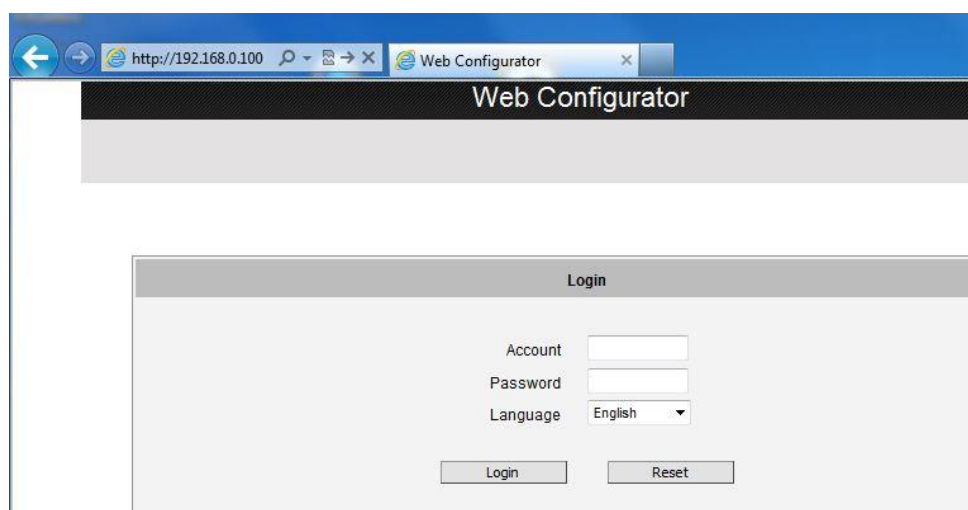 http://192.168.0.100
Web Configurator
Web Configurator
Login
Account
Password
Language English
Login Reset